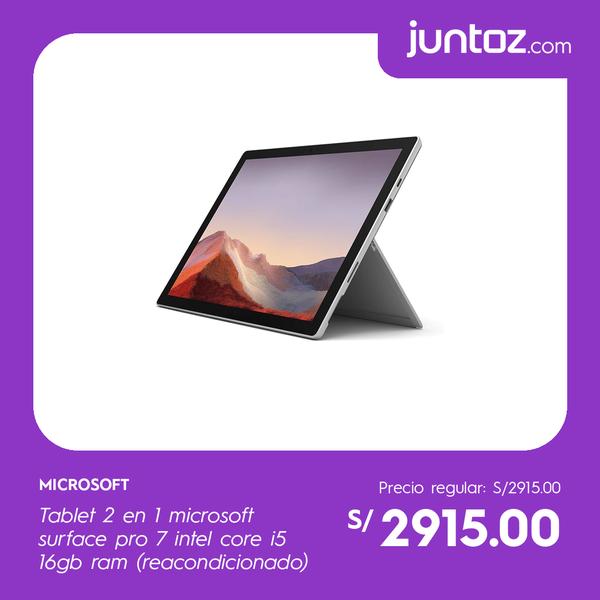 juntoz.com
MICROSOFT
Tablet 2 en 1 microsoft
surface pro 7 intel core i5
16gb ram (reacondicionado)
Precio regular: S/2915.00
S/ 2915.00